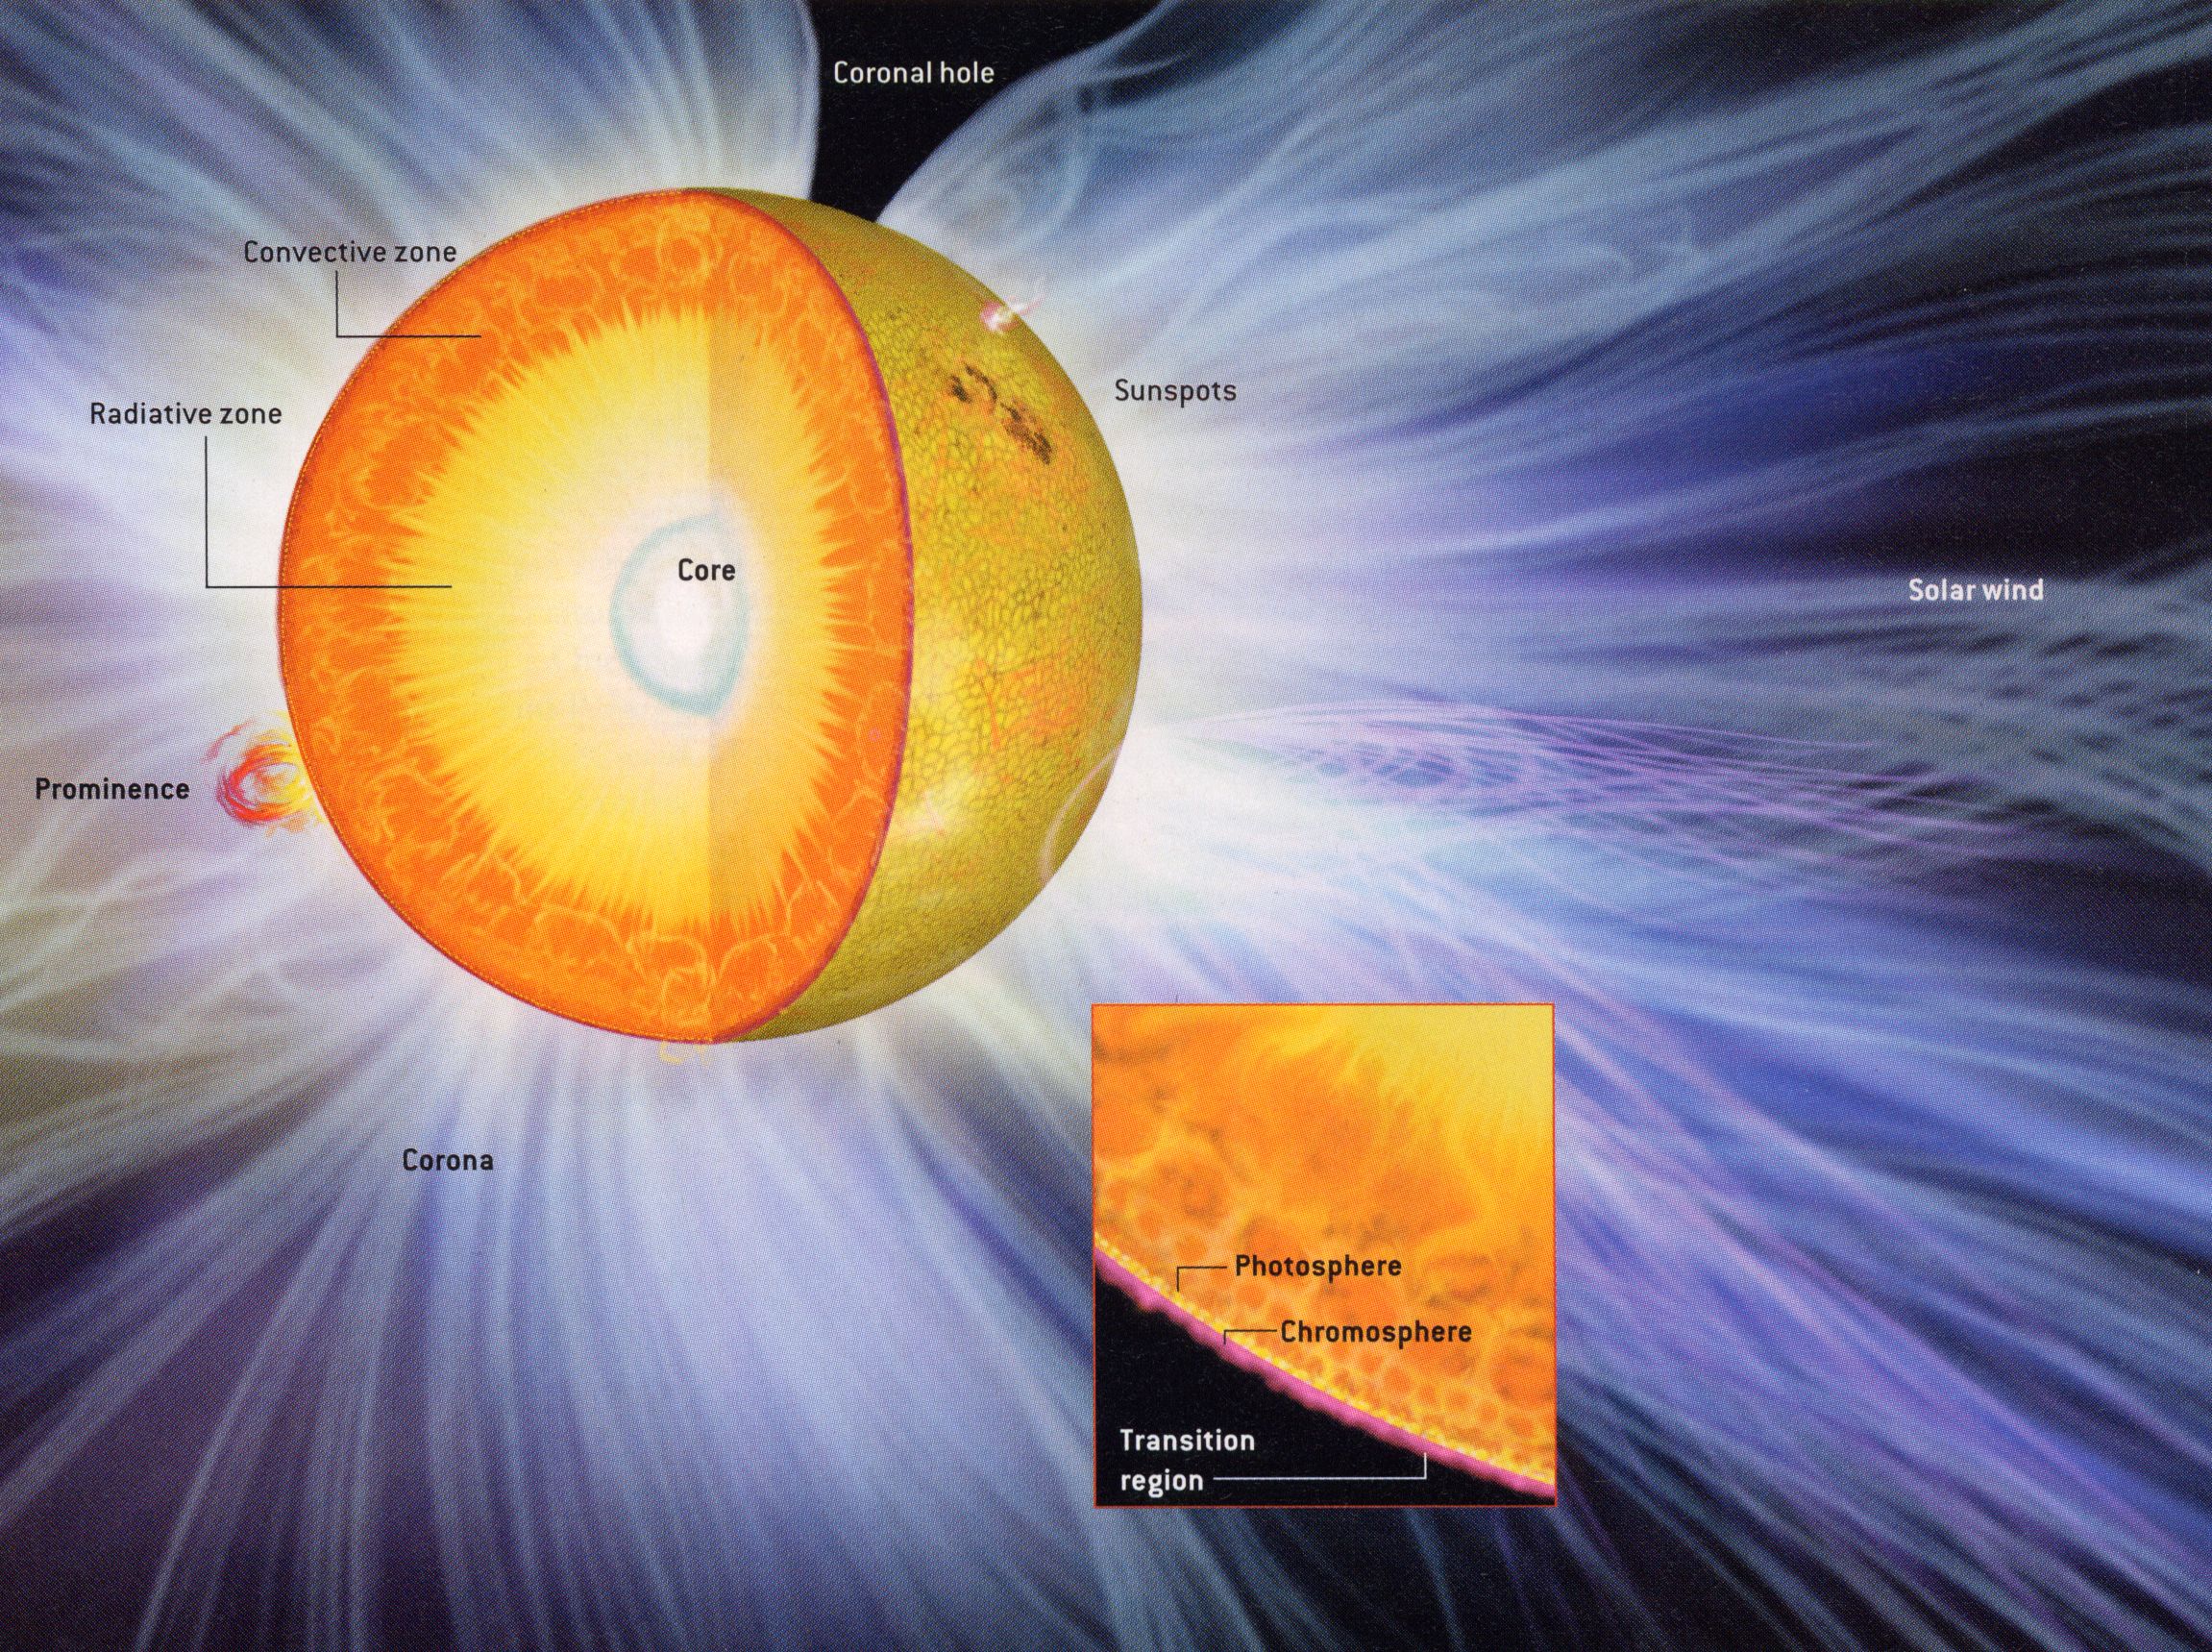 Coronal hole
Convective zone
Sunspots
Radiative zone
Core
Solar wind
Prominence
Corona
Photosphere
Chromosphere
Transition
region